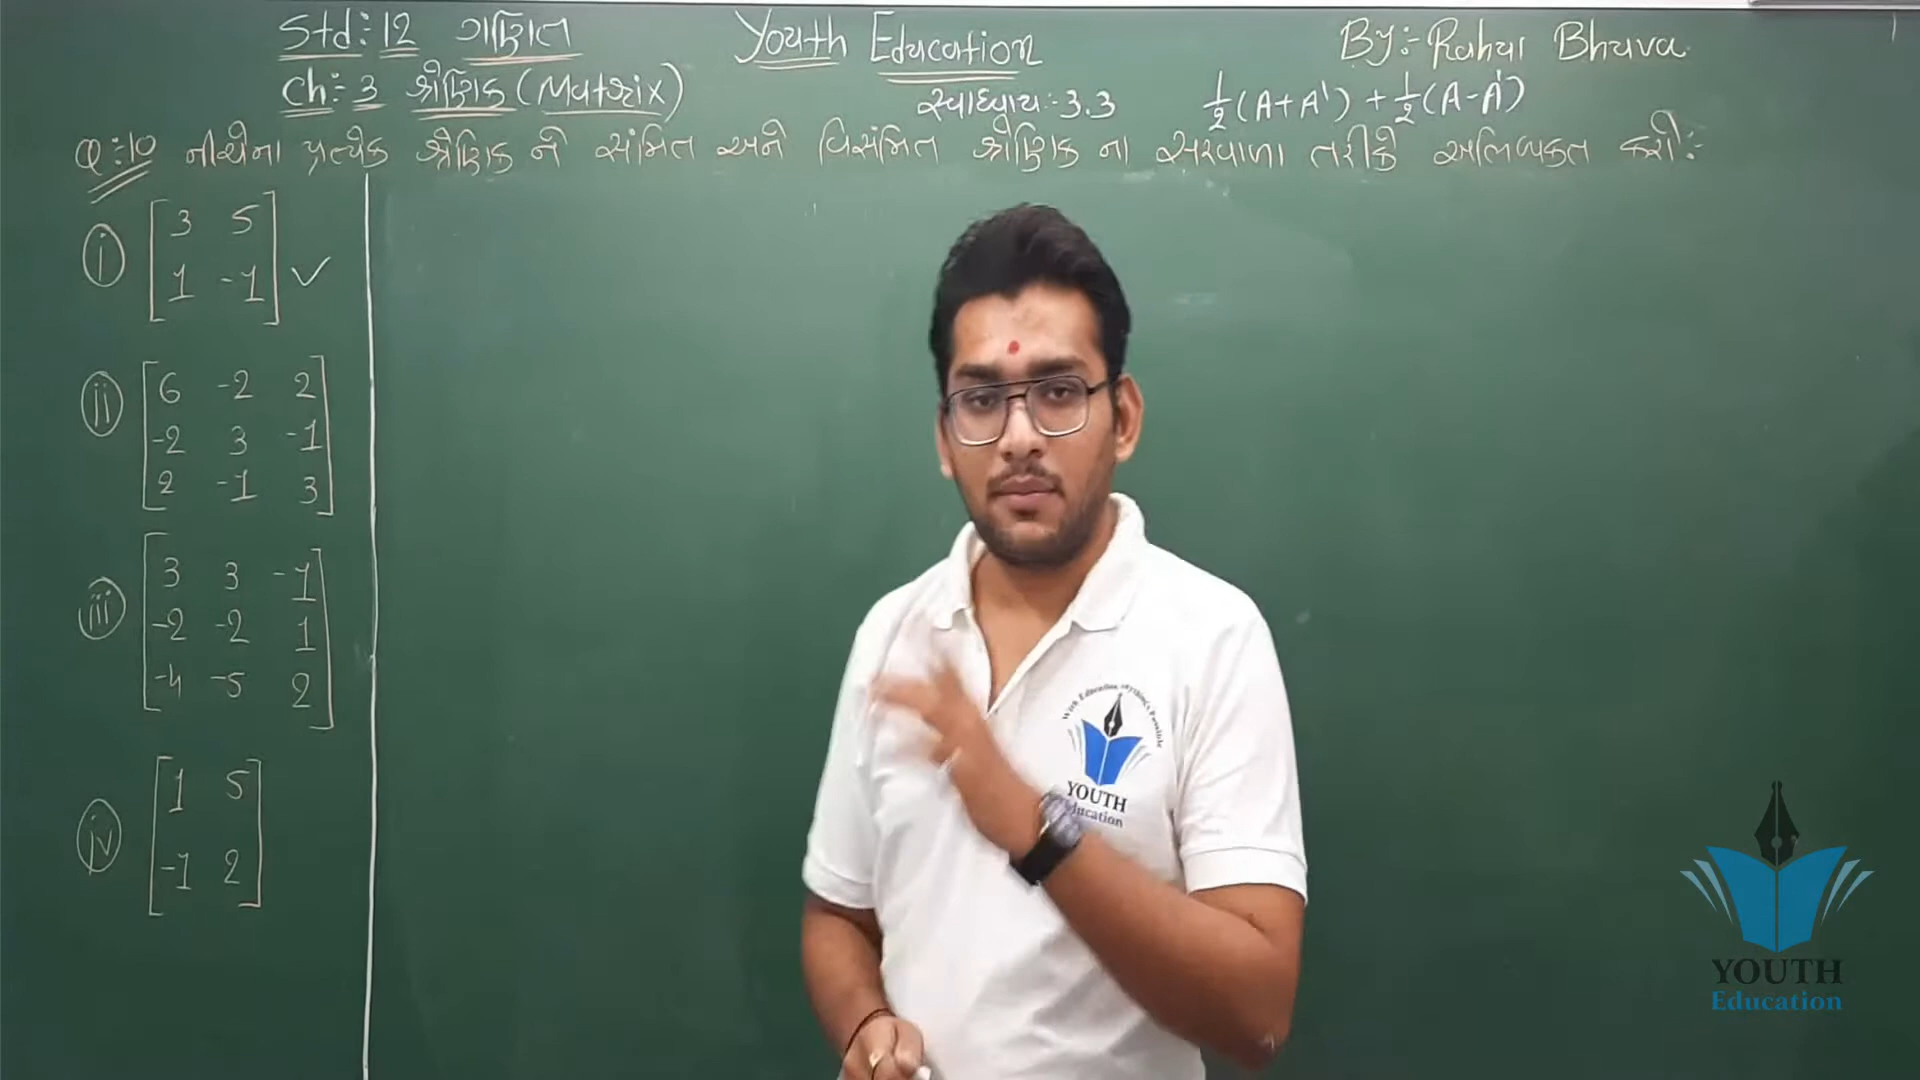 Std:-12 ગણિત
Youth Education
By:- Rahul Bhuva
Ch:-3 શ્રેણિક (Matrix)
સ્વાધ્યાય:-3.3
½(A+A') + ½(A-A')
Q:10 નીચેના પ્રત્યેક શ્રેણિક ને સંમિત અને વિસંમિત શ્રેણિક ના સરવાળા તરીકે અભિવ્યક્ત કરો:-
i) [3 5
1 -1] ✓
ii) [6 -2 2
-2 3 -1
2 -1 3]
iii) [3 3 -1
-2 -2 1
-4 -5 2]
iv) [1 5
-1 2]
YOUTH
Education
YOUTH
Education